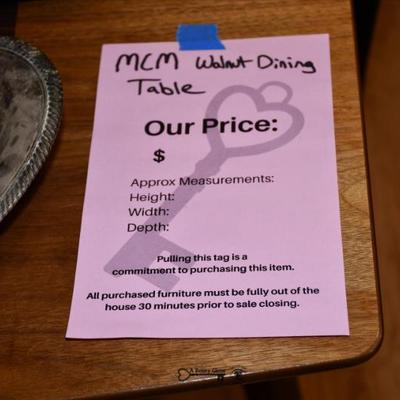 MCM Walnut Dining
Table
Our Price:
$
Approx Measurements:
Height:
Width:
Depth:
Pulling this tag is a
commitment to purchasing this item.
All purchased furniture must be fully out of the
house 30 minutes prior to sale closing.